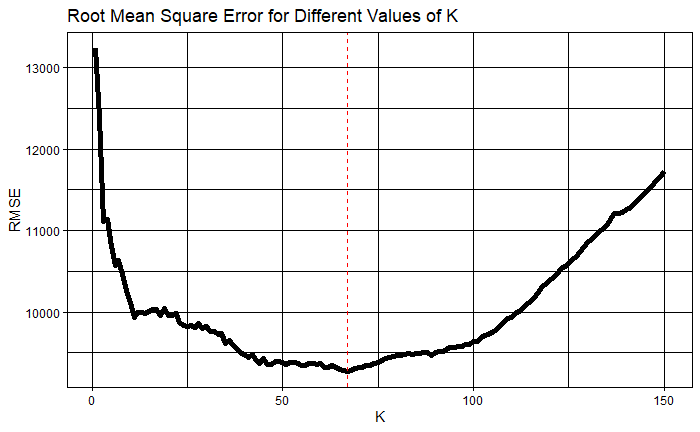 Root Mean Square Error for Different Values of K
13000
12000
11000
10000
RMSE
0 50 100 150
K